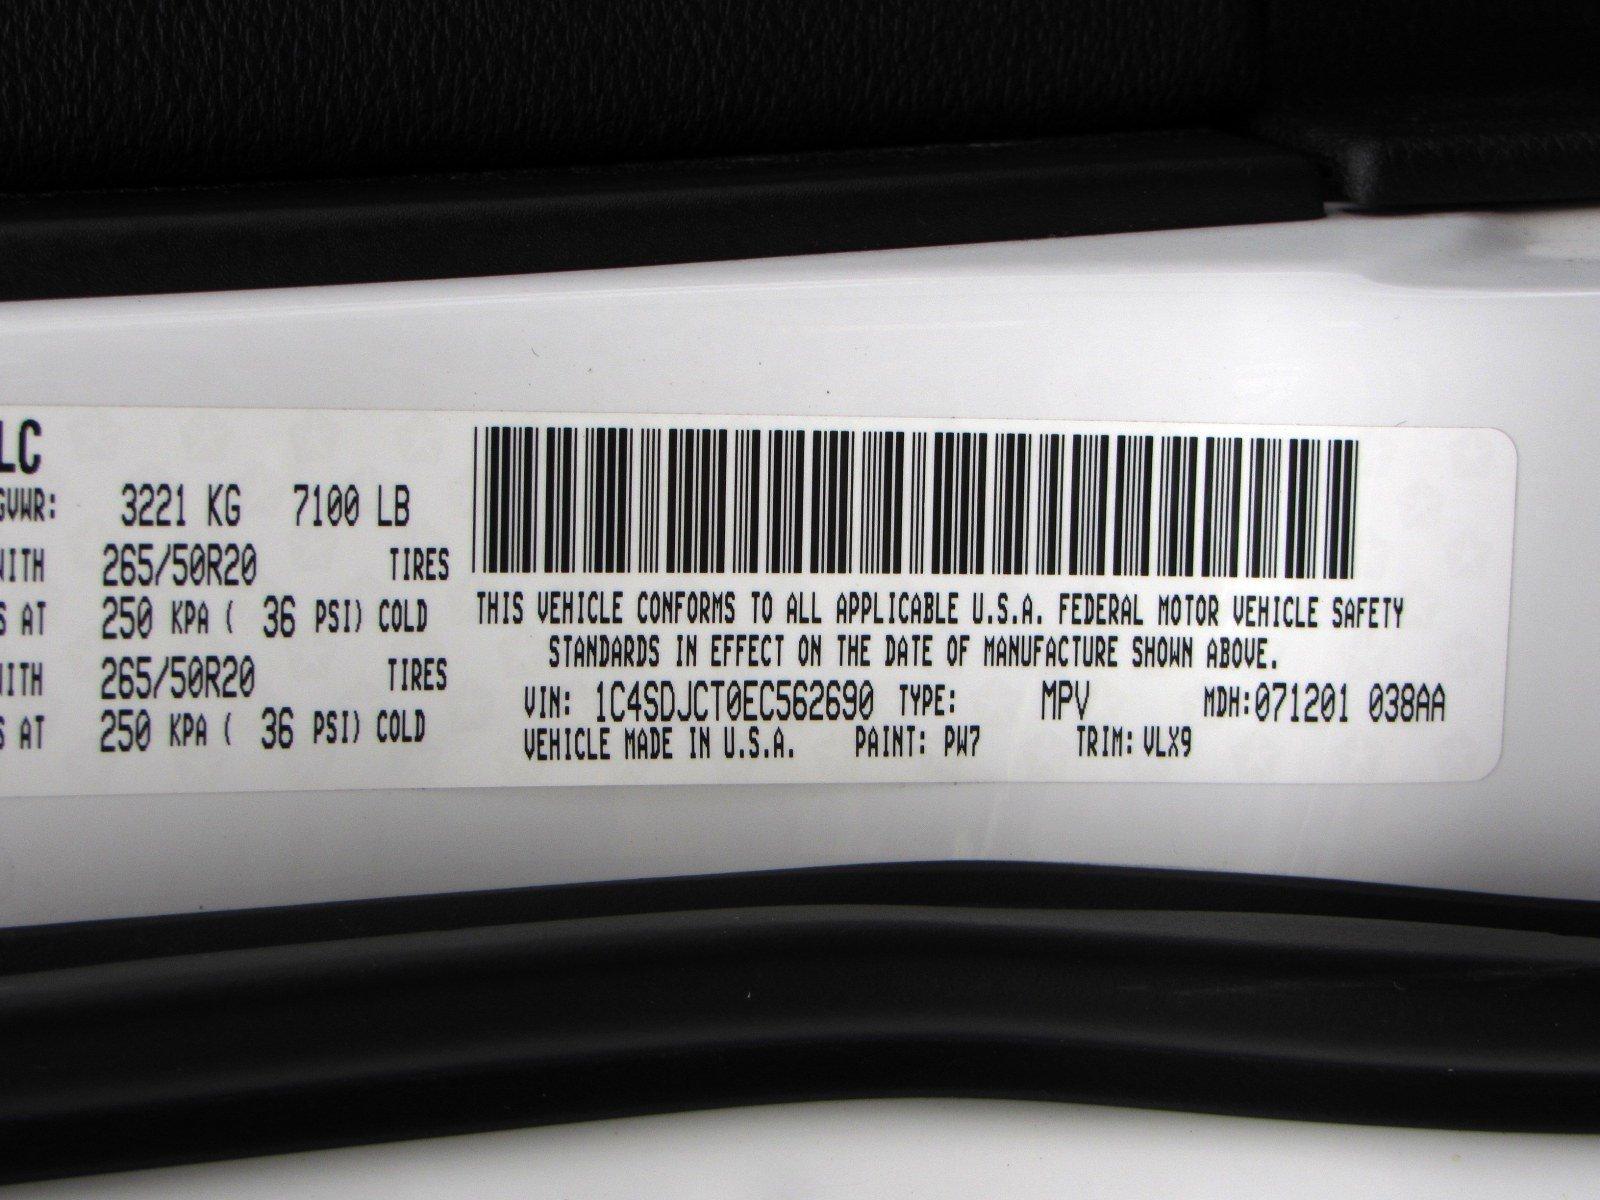 LC
GVWR: 3221 KG 7100 LB
WITH 265/50R20 TIRES
S AT 250 KPA ( 36 PSI) COLD
WITH 265/50R20 TIRES
S AT 250 KPA ( 36 PSI) COLD
THIS VEHICLE CONFORMS TO ALL APPLICABLE U.S.A. FEDERAL MOTOR VEHICLE SAFETY
STANDARDS IN EFFECT ON THE DATE OF MANUFACTURE SHOWN ABOVE.
VIN: 1C4SDJCT0EC562690 TYPE: MPV MDH:071201 038AA
VEHICLE MADE IN U.S.A. PAINT: PW7 TRIM: VLX9